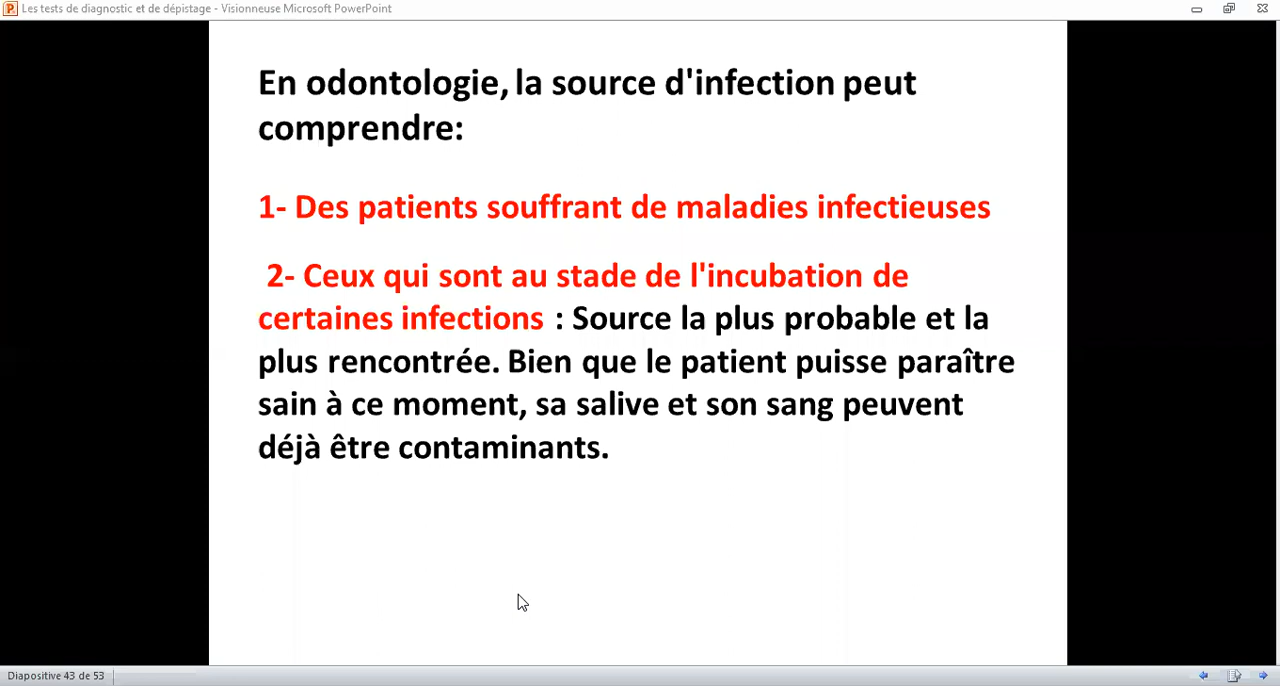 Les tests de diagnostic et de dépistage - Visionneuse Microsoft PowerPoint
En odontologie, la source d'infection peut
comprendre:
1- Des patients souffrant de maladies infectieuses
2- Ceux qui sont au stade de l'incubation de
certaines infections : Source la plus probable et la
plus rencontrée. Bien que le patient puisse paraître
sain à ce moment, sa salive et son sang peuvent
déjà être contaminants.
Diapositive 43 de 53